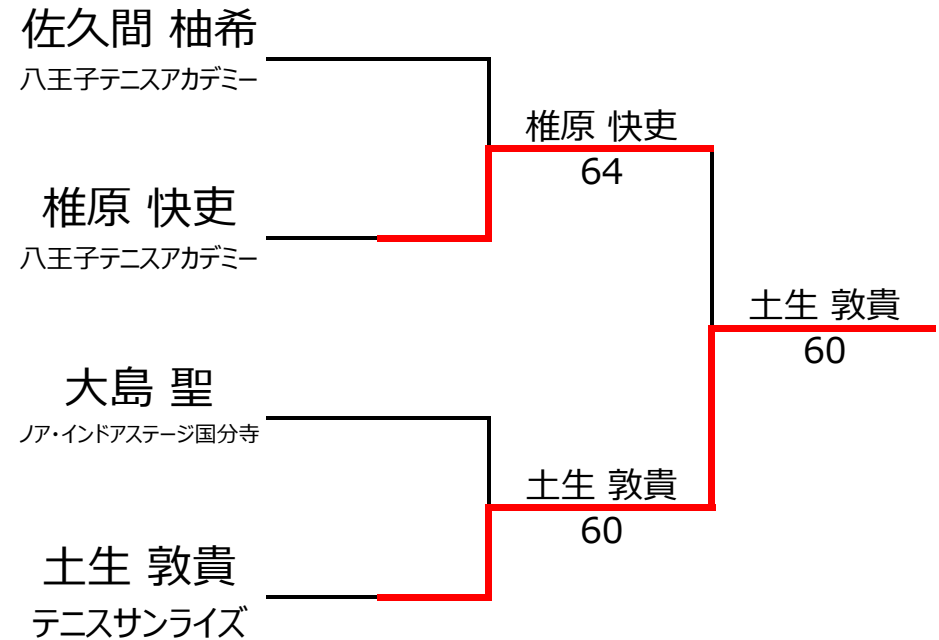 佐久間 柚希
八王子テニスアカデミー
椎原 快吏
64
椎原 快吏
八王子テニスアカデミー
土生 敦貴
60
大島 聖
ノア・インドアステージ国分寺
土生 敦貴
60
土生 敦貴
テニスサンライズ